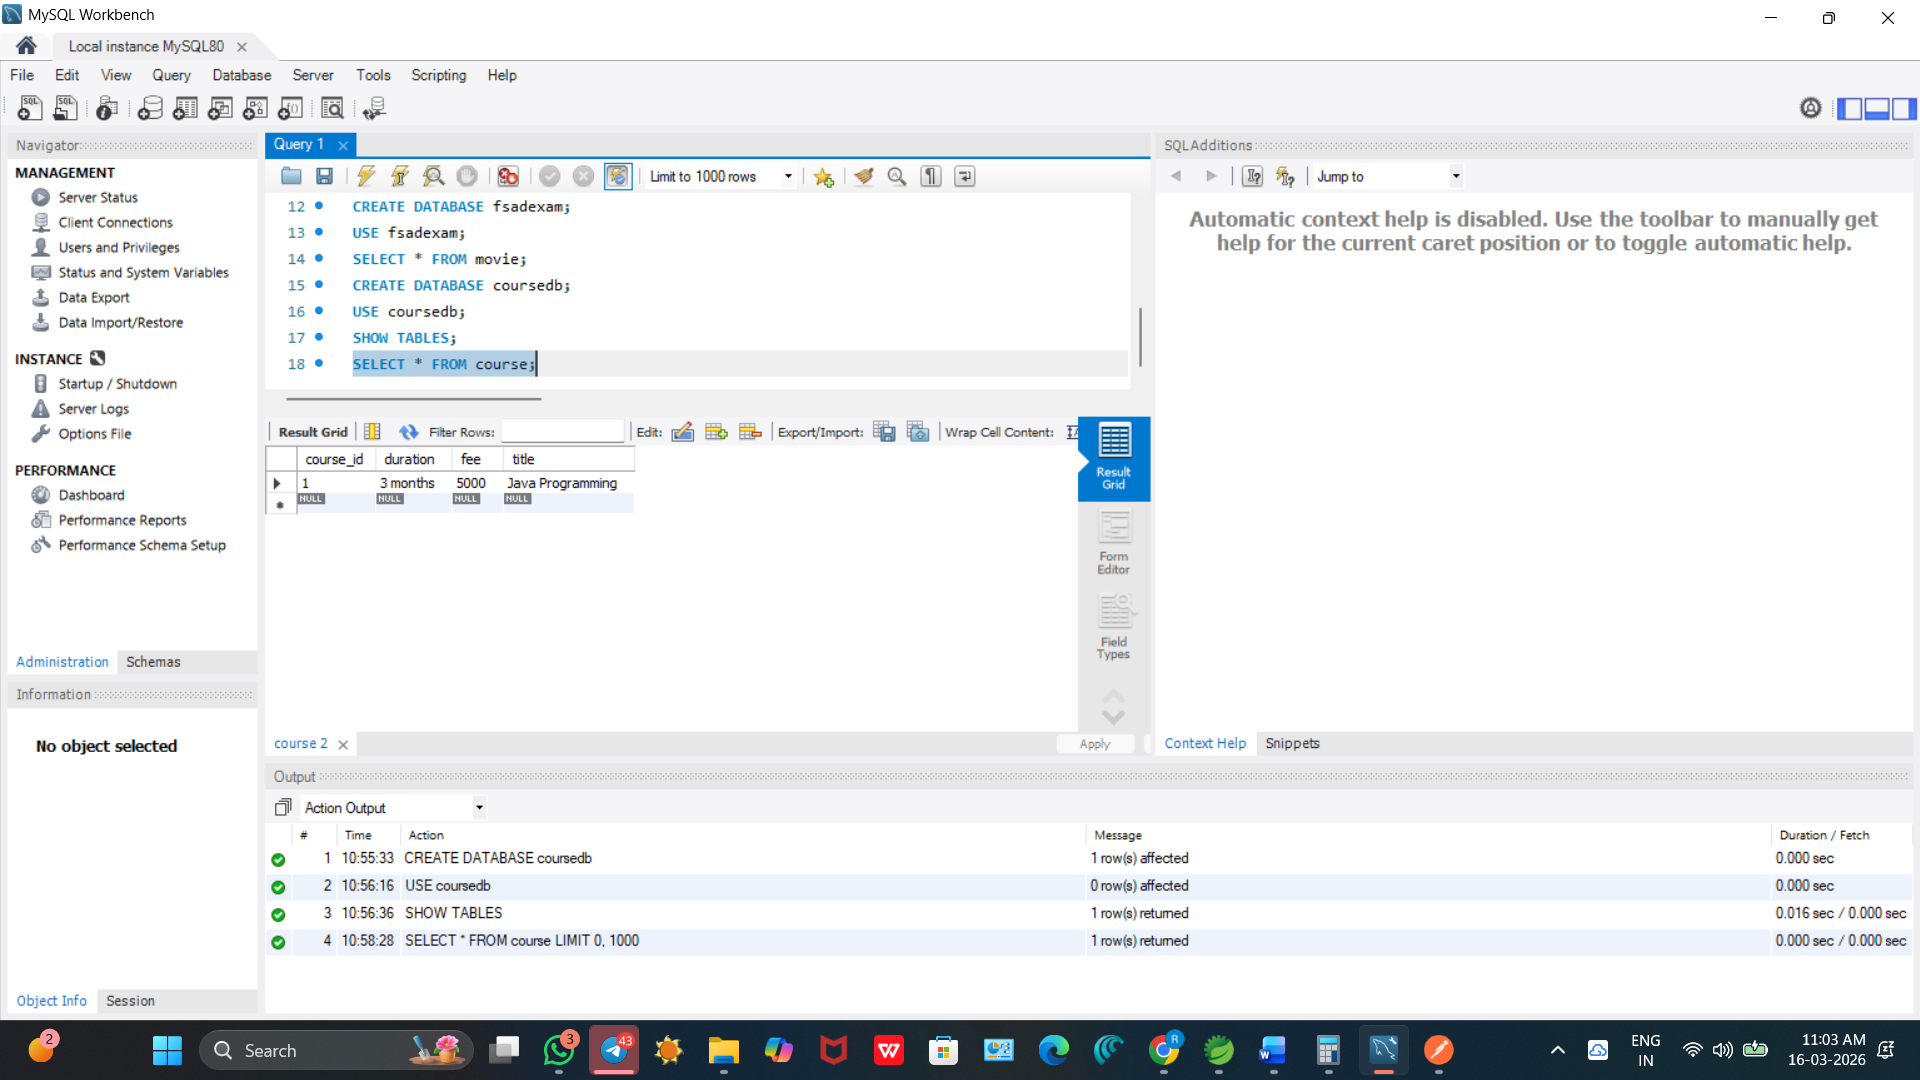 MySQL Workbench
Local instance MySQL80
File Edit View Query Database Server Tools Scripting Help
Navigator
MANAGEMENT
Server Status
Client Connections
Users and Privileges
Status and System Variables
Data Export
Data Import/Restore
INSTANCE
Startup / Shutdown
Server Logs
Options File
PERFORMANCE
Dashboard
Performance Reports
Performance Schema Setup
Administration Schemas
Information
No object selected
Object Info Session
Query 1
Limit to 1000 rows
12 CREATE DATABASE fsadexam;
13 USE fsadexam;
14 SELECT * FROM movie;
15 CREATE DATABASE coursedb;
16 USE coursedb;
17 SHOW TABLES;
18 SELECT * FROM course;
Result Grid Filter Rows: Edit: Export/Import: Wrap Cell Content:
course_id duration fee title
1 3 months 5000 Java Programming
NULL NULL NULL NULL
Result Grid
Form Editor
Field Types
course 2
Apply
SQLAdditions
Jump to
Automatic context help is disabled. Use the toolbar to manually get
help for the current caret position or to toggle automatic help.
Context Help Snippets
Output
Action Output
# Time Action Message Duration / Fetch
1 10:55:33 CREATE DATABASE coursedb 1 row(s) affected 0.000 sec
2 10:56:16 USE coursedb 0 row(s) affected 0.000 sec
3 10:56:36 SHOW TABLES 1 row(s) returned 0.016 sec / 0.000 sec
4 10:58:28 SELECT * FROM course LIMIT 0, 1000 1 row(s) returned 0.000 sec / 0.000 sec
2
Search
3
43
R
ENG
IN
11:03 AM
16-03-2026